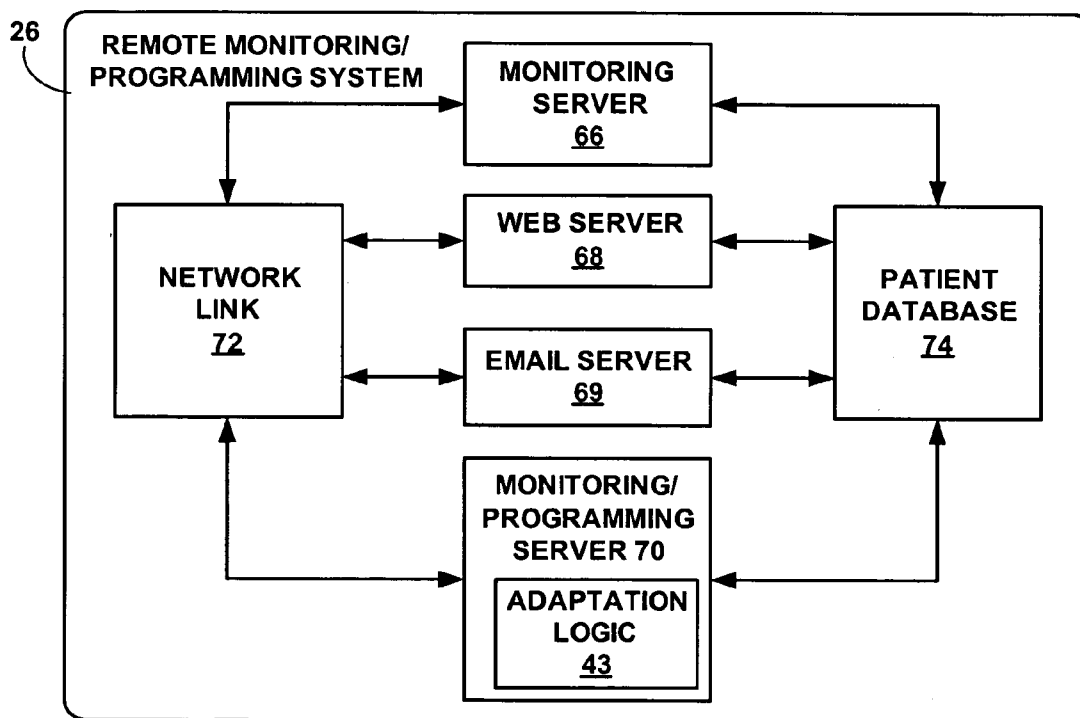 26
REMOTE MONITORING/
PROGRAMMING SYSTEM
MONITORING
SERVER
66
WEB SERVER
68
NETWORK
LINK
72
PATIENT
DATABASE
74
EMAIL SERVER
69
MONITORING/
PROGRAMMING
SERVER 70
ADAPTATION
LOGIC
43